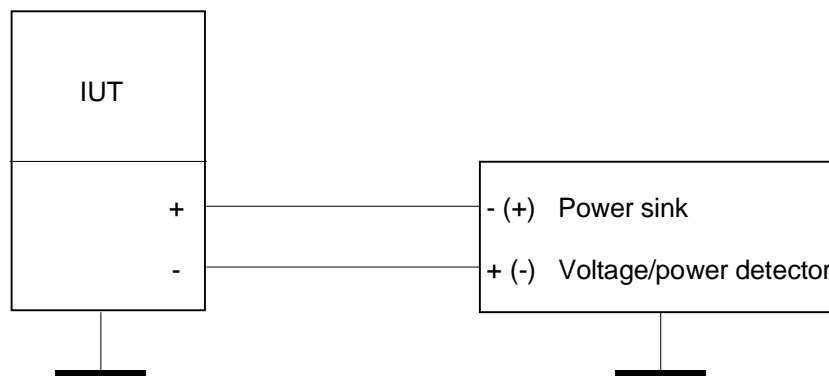 IUT
+
- (+) Power sink
-
+ (-) Voltage/power detector